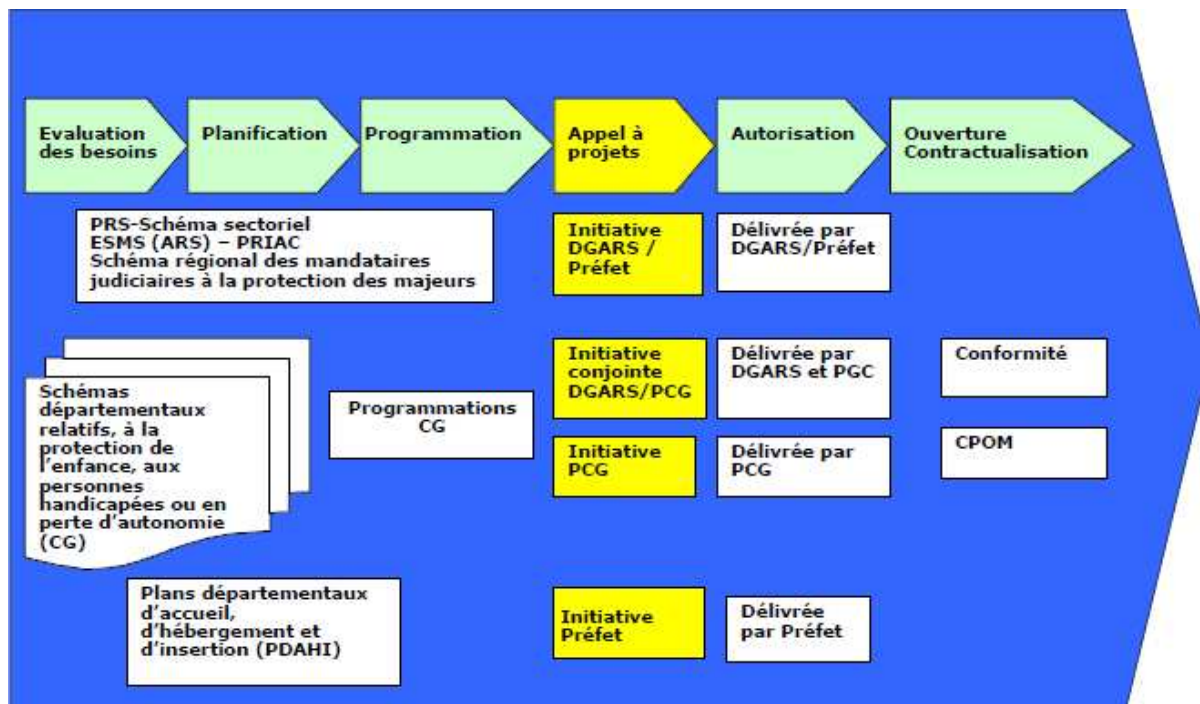 Evaluation
des besoins
Planification
Programmation
Appel à
projets
Autorisation
Ouverture
Contractualisation
PRS-Schéma sectoriel
ESMS (ARS) – PRIAC
Schéma régional des mandataires
judiciaires à la protection des majeurs
Initiative
DGARS /
Préfet
Délivrée par
DGARS/Préfet
Schémas
départementaux
relatifs, à la
protection de
l'enfance, aux
personnes
handicapées ou en
perte d'autonomie
(CG)
Programmations
CG
Initiative
conjointe
DGARS/PCG
Délivrée par
DGARS et PGC
Conformité
Initiative
PCG
Délivrée par
PCG
CPOM
Plans départementaux
d'accueil,
d'hébergement et
d'insertion (PDAHI)
Initiative
Préfet
Délivrée
par Préfet